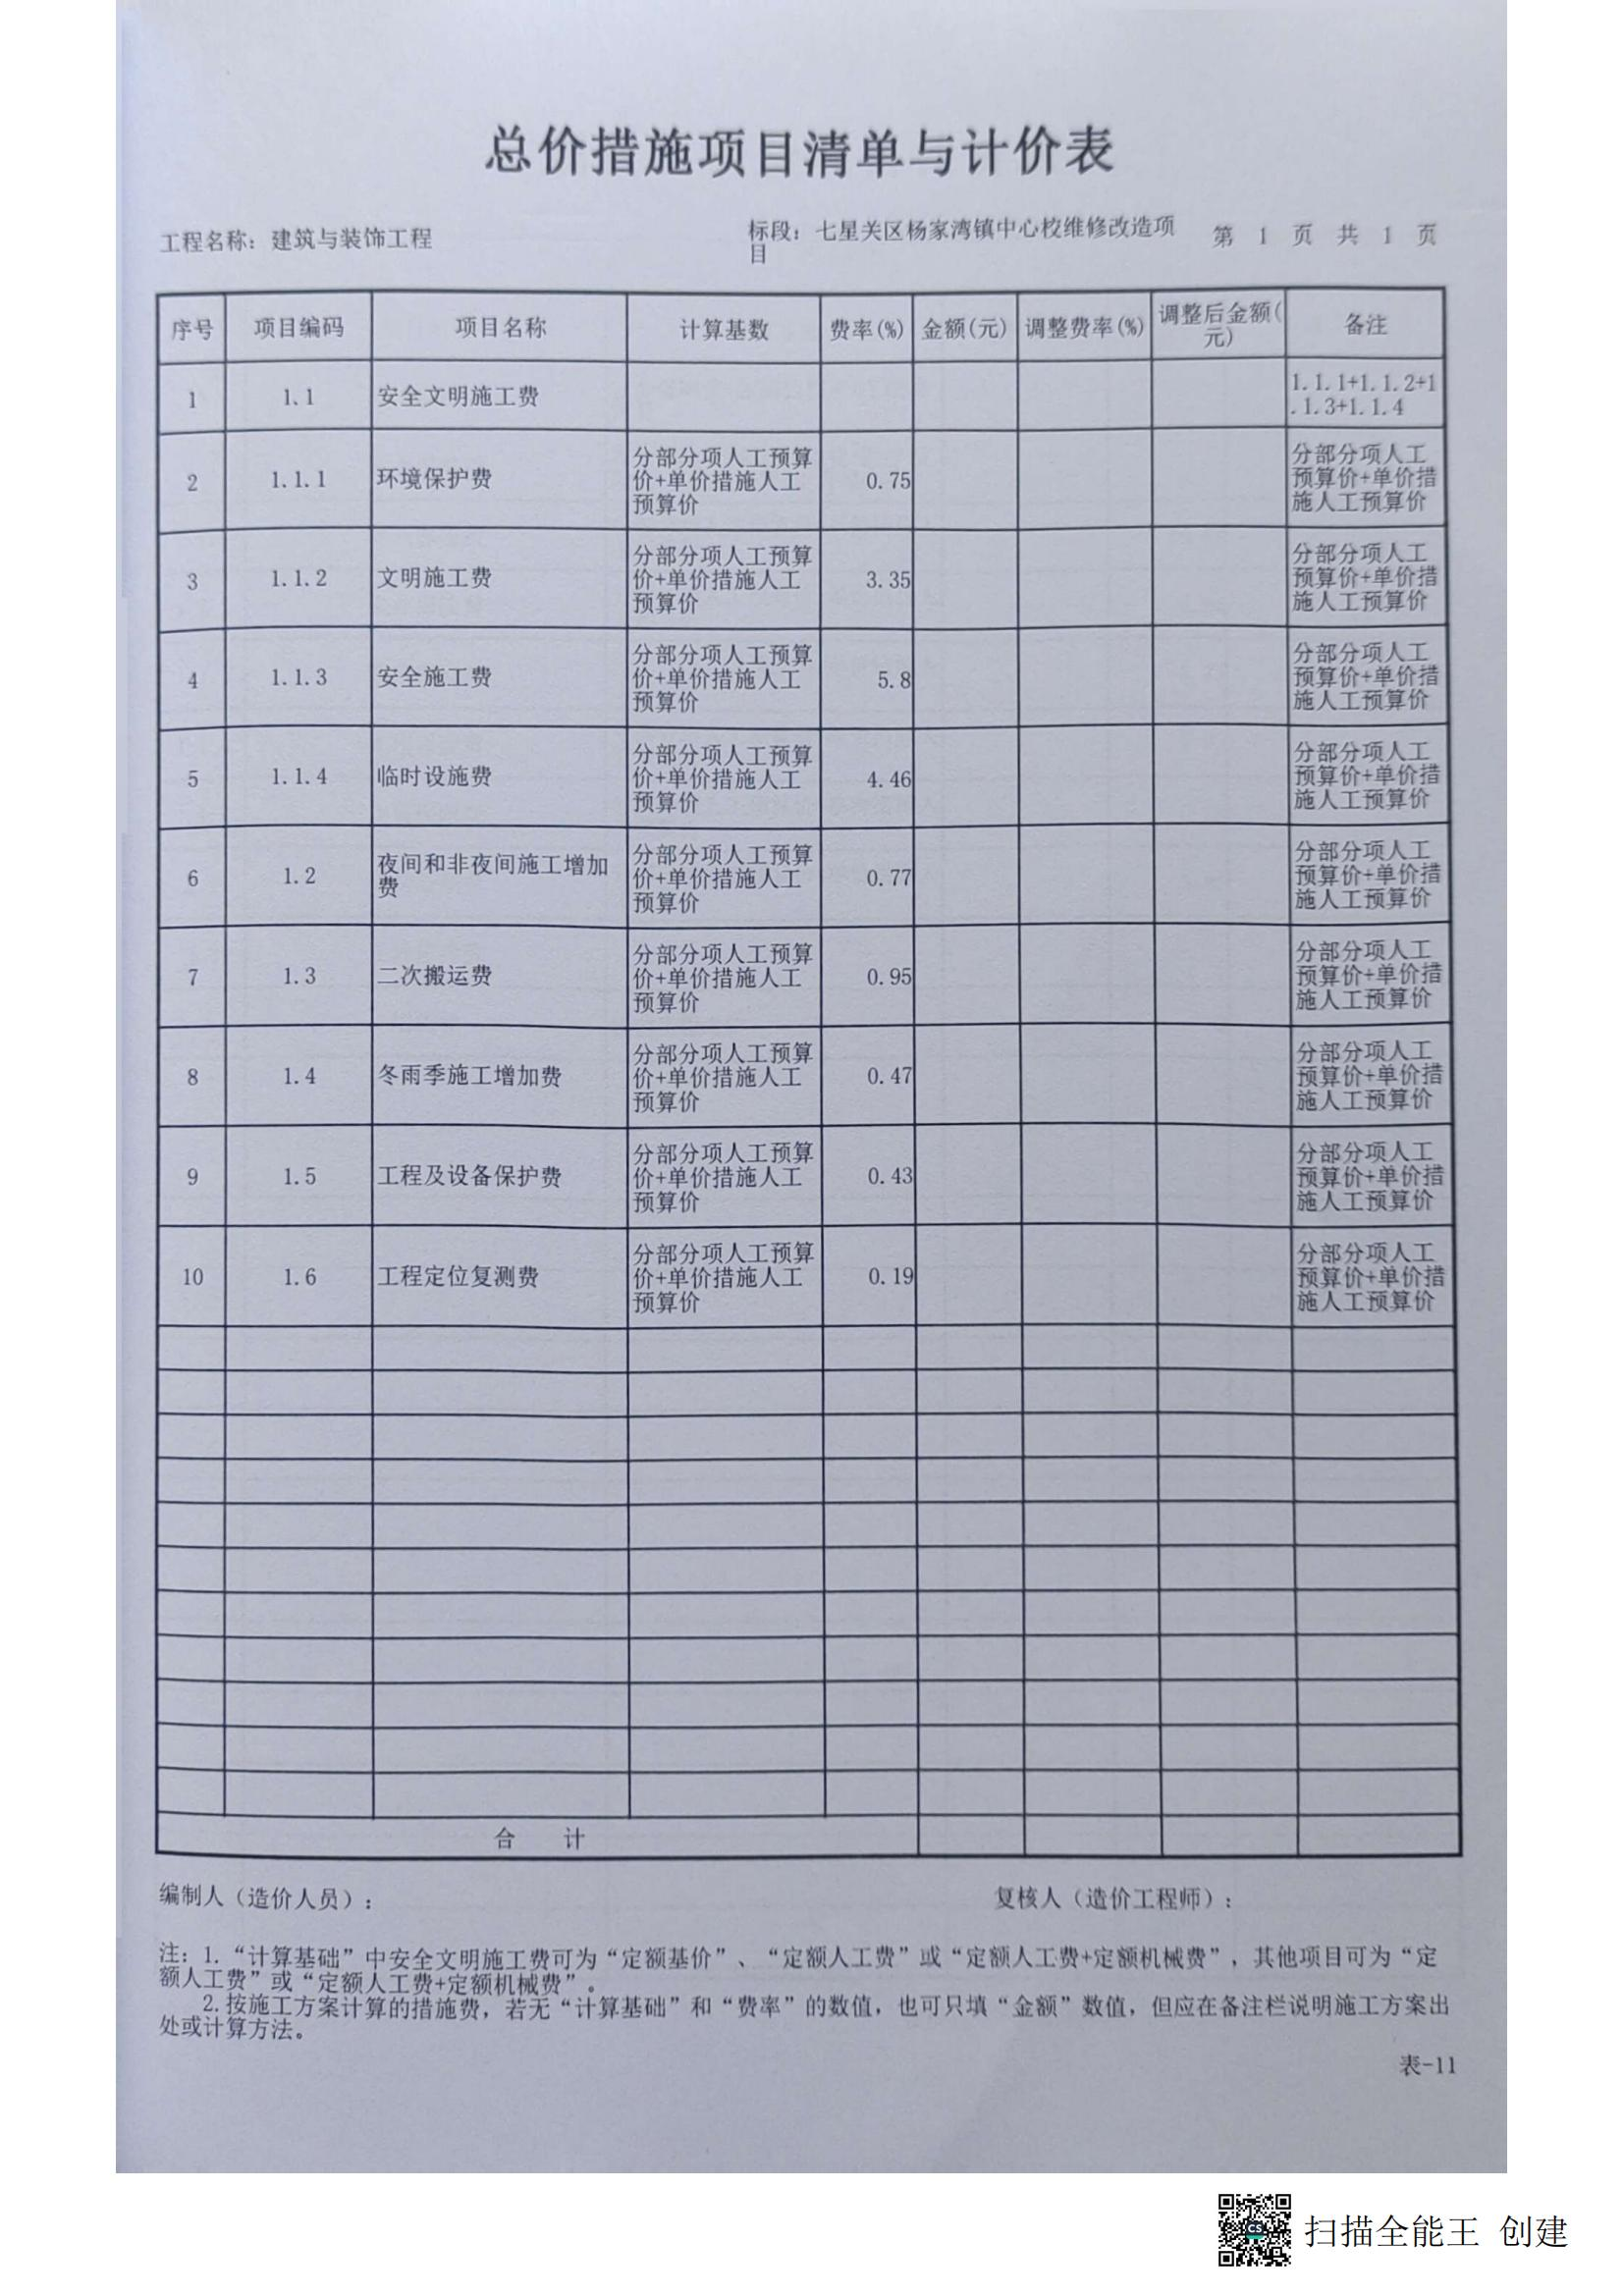 总价措施项目清单与计价表
工程名称：建筑与装饰工程
标段：七星关区杨家湾镇中心校维修改造项
目
第 1 页 共 1 页
序号 项目编码 项目名称 计算基数 费率(%) 金额(元) 调整费率(%) 调整后金额(
元) 备注
1 1.1 安全文明施工费 1.1.1+1.1.2+1
.1.3+1.1.4
2 1.1.1 环境保护费 分部分项人工预算
价+单价措施人工
预算价 0.75 分部分项人工
预算价+单价措
施人工预算价
3 1.1.2 文明施工费 分部分项人工预算
价+单价措施人工
预算价 3.35 分部分项人工
预算价+单价措
施人工预算价
4 1.1.3 安全施工费 分部分项人工预算
价+单价措施人工
预算价 5.8 分部分项人工
预算价+单价措
施人工预算价
5 1.1.4 临时设施费 分部分项人工预算
价+单价措施人工
预算价 4.46 分部分项人工
预算价+单价措
施人工预算价
6 1.2 夜间和非夜间施工增加
费 分部分项人工预算
价+单价措施人工
预算价 0.77 分部分项人工
预算价+单价措
施人工预算价
7 1.3 二次搬运费 分部分项人工预算
价+单价措施人工
预算价 0.95 分部分项人工
预算价+单价措
施人工预算价
8 1.4 冬雨季施工增加费 分部分项人工预算
价+单价措施人工
预算价 0.47 分部分项人工
预算价+单价措
施人工预算价
9 1.5 工程及设备保护费 分部分项人工预算
价+单价措施人工
预算价 0.43 分部分项人工
预算价+单价措
施人工预算价
10 1.6 工程定位复测费 分部分项人工预算
价+单价措施人工
预算价 0.19 分部分项人工
预算价+单价措
施人工预算价
合 计
编制人（造价人员）： 复核人（造价工程师）：
注：1.“计算基础”中安全文明施工费可为“定额基价”、“定额人工费”或“定额人工费+定额机械费”，其他项目可为“定
额人工费”或“定额人工费+定额机械费”。
2.按施工方案计算的措施费，若无“计算基础”和“费率”的数值，也可只填“金额”数值，但应在备注栏说明施工方案出
处或计算方法。
表-11
CS
扫描全能王 创建